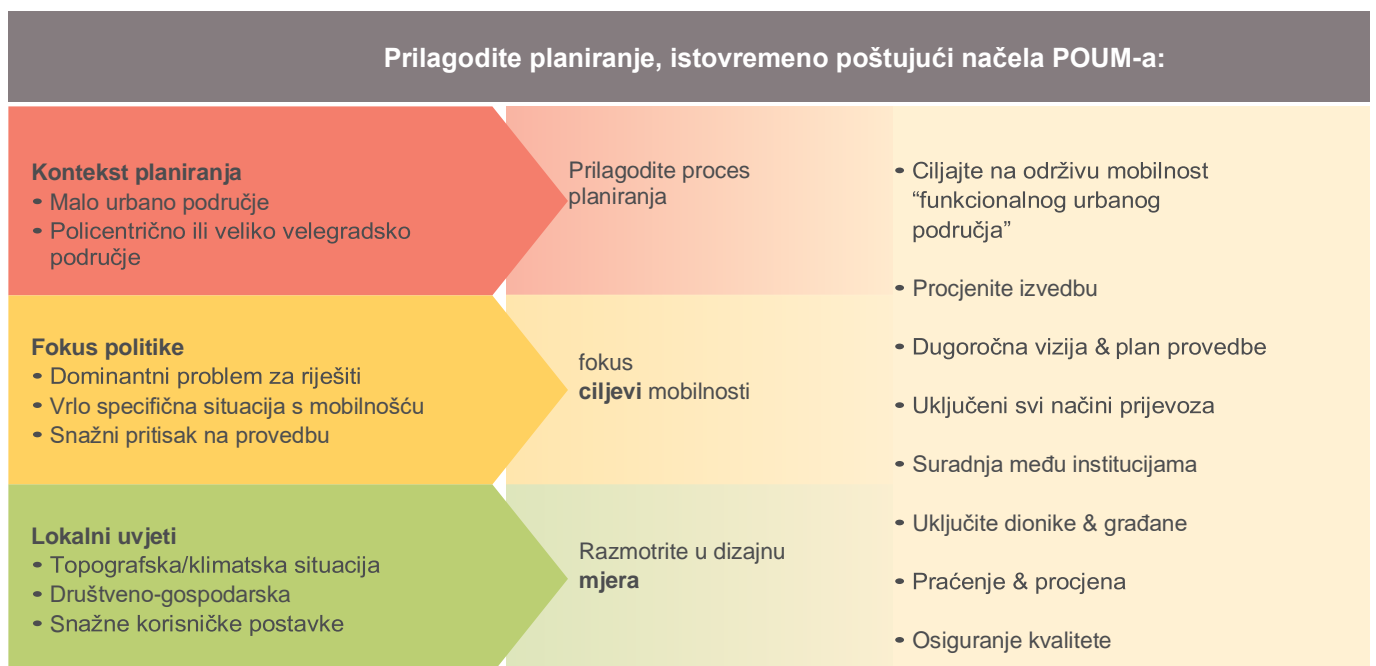 Prilagodite planiranje, istovremeno poštujući načela POUM-a:
Kontekst planiranja
• Malo urbano područje
• Policentrično ili veliko velegradsko
područje
Prilagodite proces
planiranja
Fokus politike
• Dominantni problem za riješiti
• Vrlo specifična situacija s mobilnošću
• Snažni pritisak na provedbu
fokus
ciljevi mobilnosti
Lokalni uvjeti
• Topografska/klimatska situacija
• Društveno-gospodarska
• Snažne korisničke postavke
Razmotrite u dizajnu
mjera
• Ciljajte na održivu mobilnost
“funkcionalnog urbanog
područja”
• Procjenite izvedbu
• Dugoročna vizija & plan provedbe
• Uključeni svi načini prijevoza
• Suradnja među institucijama
• Uključite dionike & građane
• Praćenje & procjena
• Osiguranje kvalitete